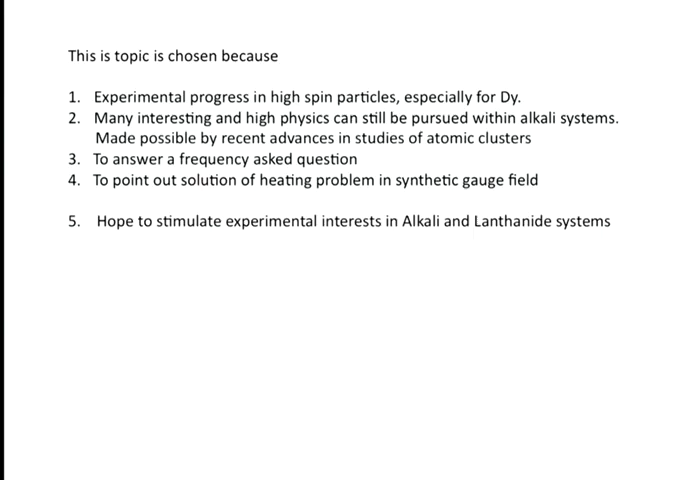 This is topic is chosen because
1. Experimental progress in high spin particles, especially for Dy.
2. Many interesting and high physics can still be pursued within alkali systems.
Made possible by recent advances in studies of atomic clusters
3. To answer a frequency asked question
4. To point out solution of heating problem in synthetic gauge field
5. Hope to stimulate experimental interests in Alkali and Lanthanide systems